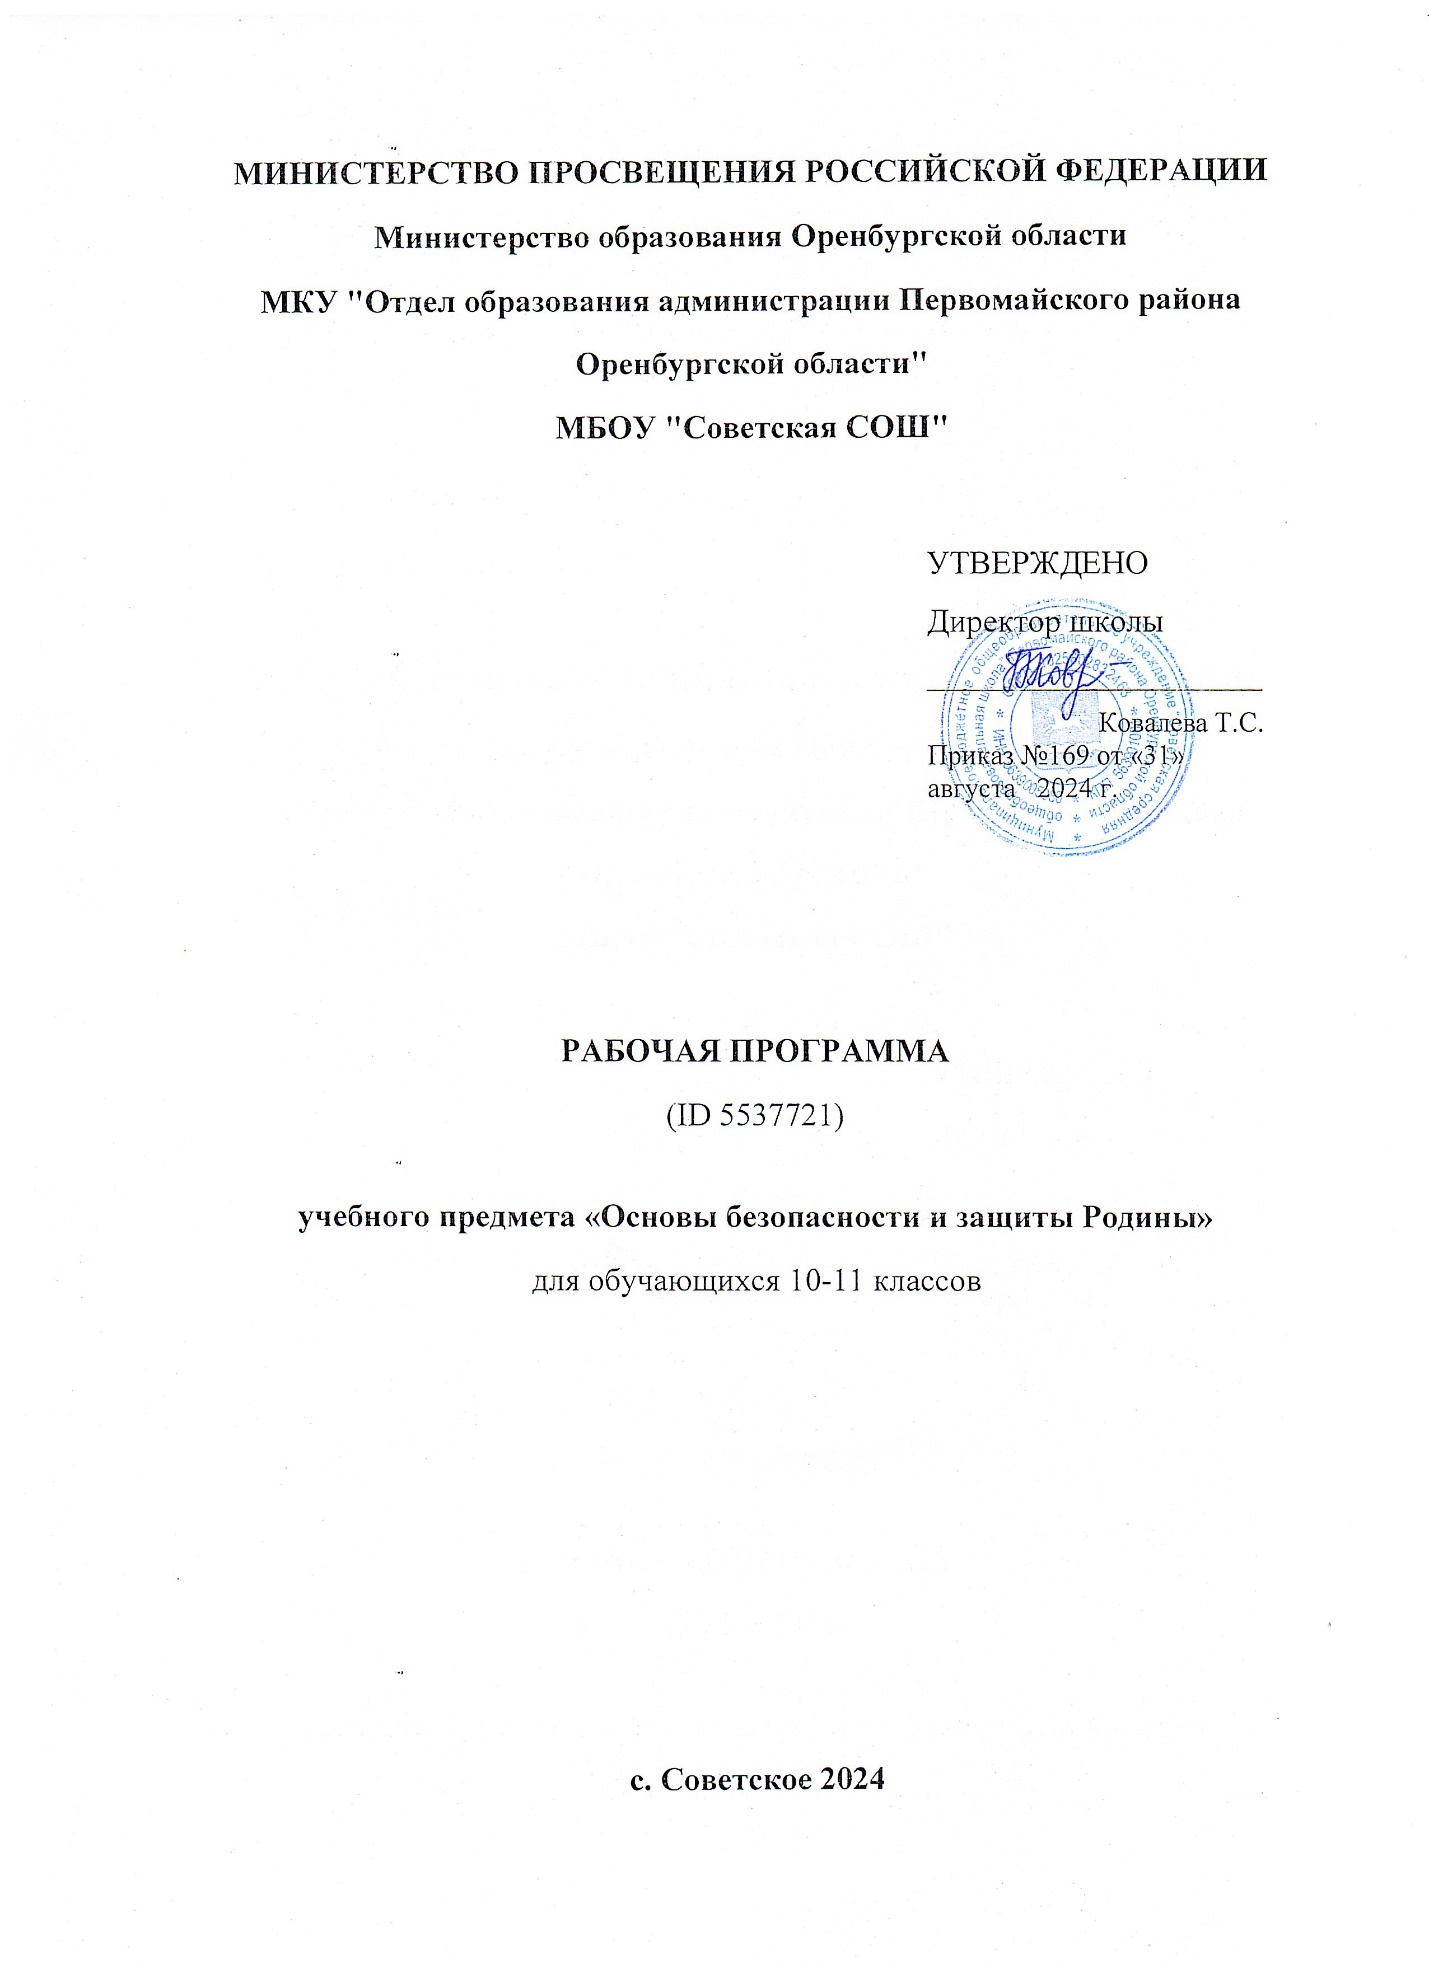 МИНИСТЕРСТВО ПРОСВЕЩЕНИЯ РОССИЙСКОЙ ФЕДЕРАЦИИ
Министерство образования Оренбургской области
МКУ "Отдел образования администрации Первомайского района
Оренбургской области"
МБОУ "Советская СОШ"
УТВЕРЖДЕНО
Директор школы
Ковалева Т.С.
Приказ №169 от «31»
августа 2024 г.
РАБОЧАЯ ПРОГРАММА
(ID 5537721)
учебного предмета «Основы безопасности и защиты Родины»
для обучающихся 10-11 классов
с. Советское 2024